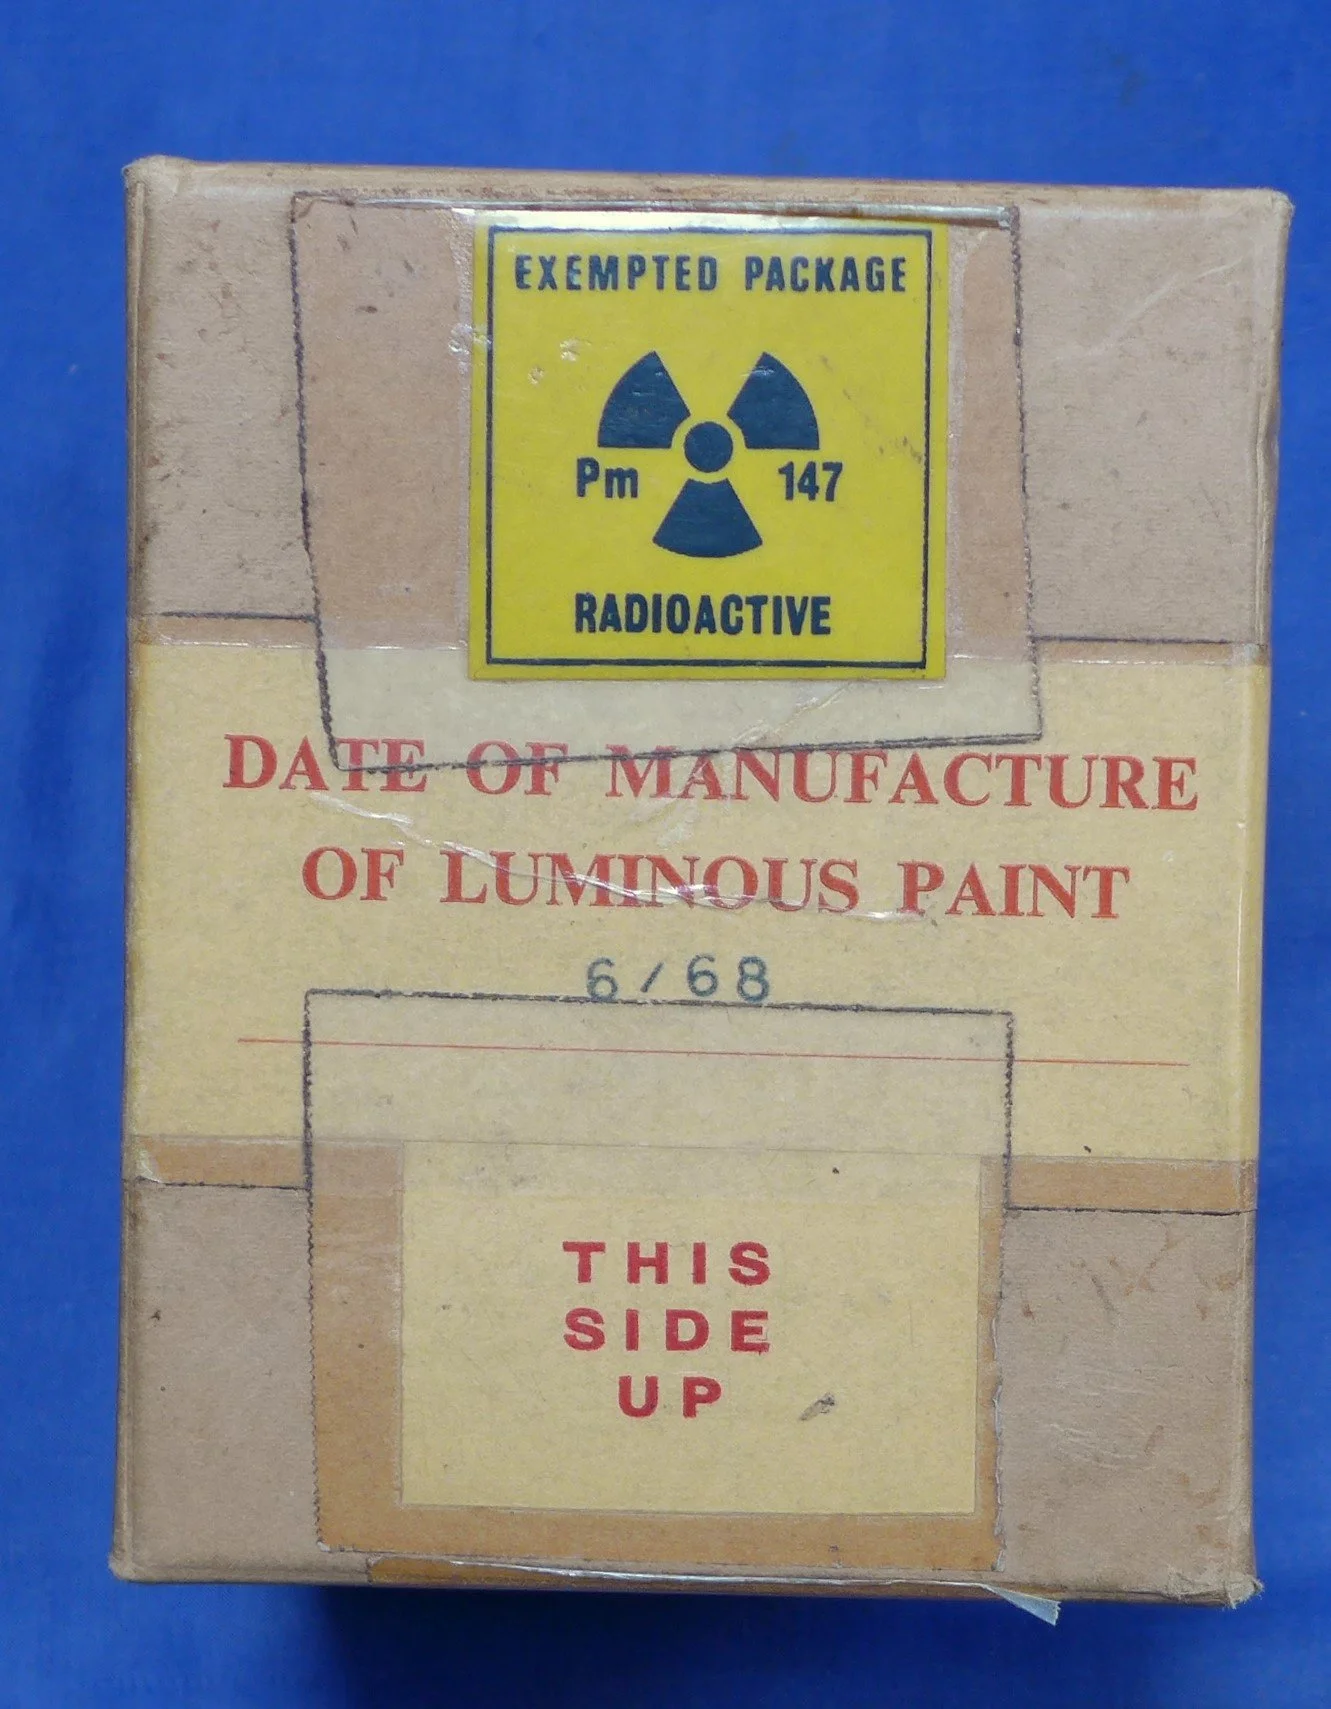 EXEMPTED PACKAGE
Pm 147
RADIOACTIVE
DATE OF MANUFACTURE
OF LUMINOUS PAINT
6/68
THIS
SIDE
UP